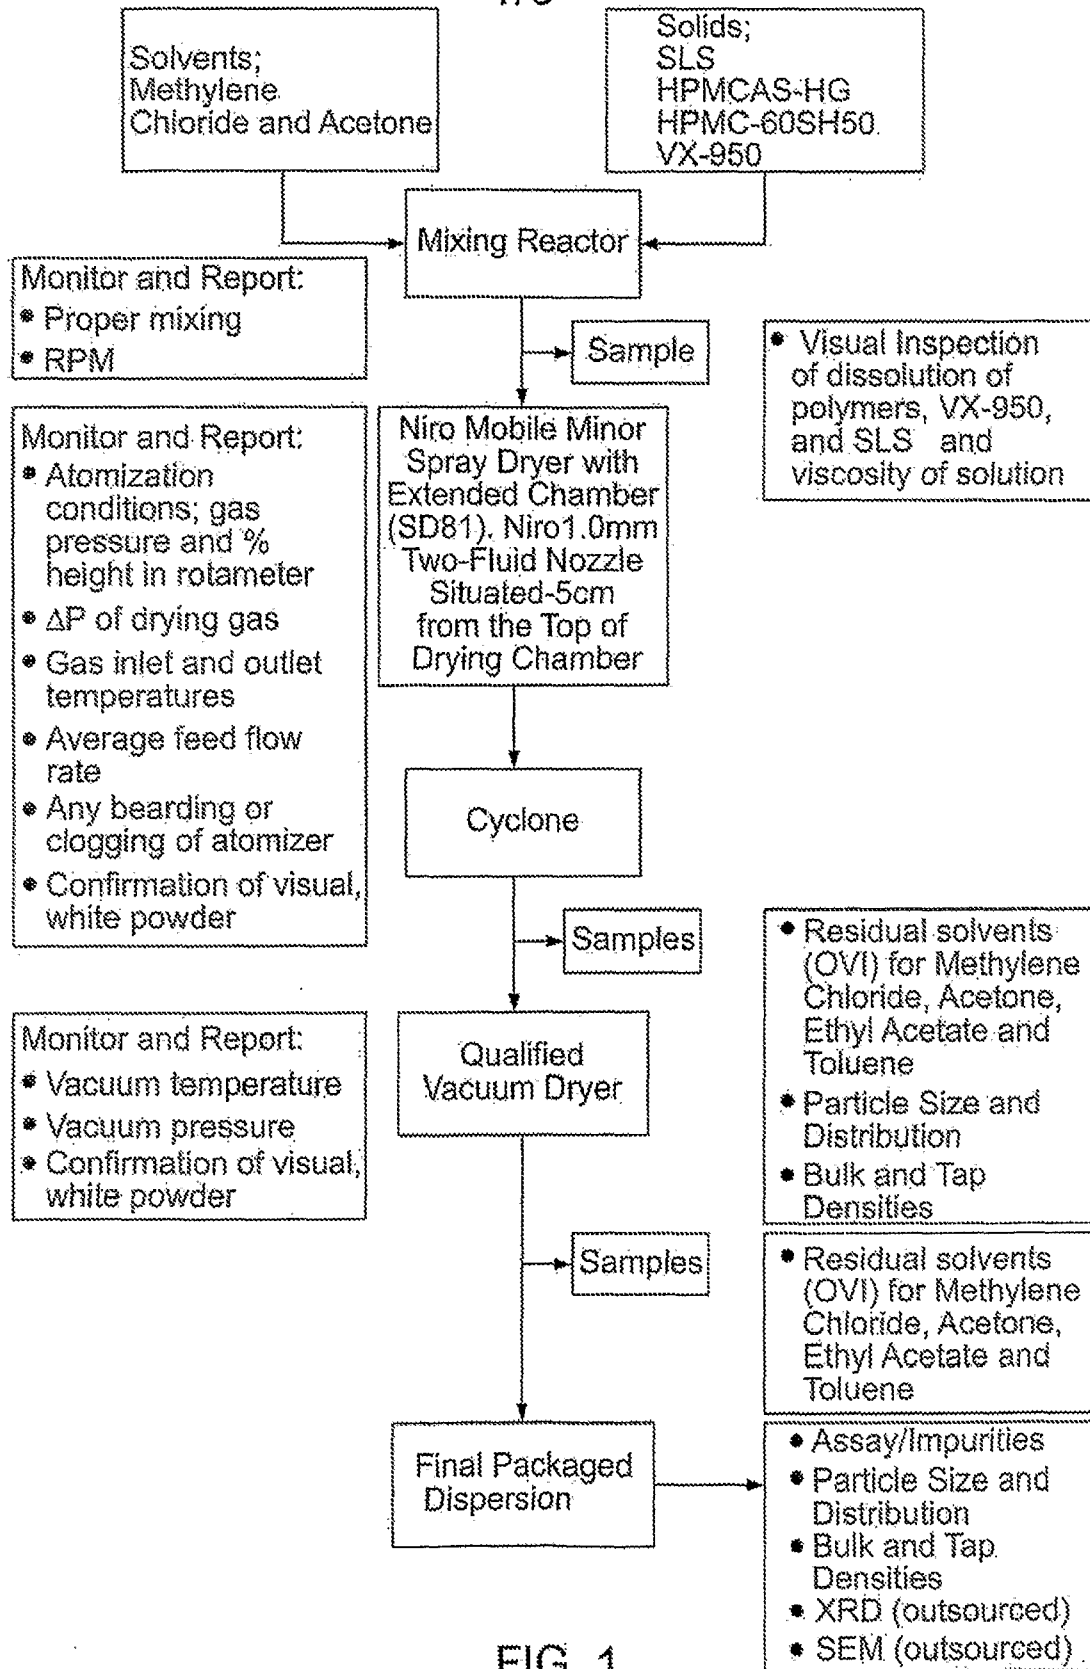 Solvents;
Methylene
Chloride and Acetone
Solids;
SLS
HPMCAS-HG
HPMC-60SH50
VX-950
Mixing Reactor
Monitor and Report:
• Proper mixing
• RPM
Sample
• Visual Inspection
of dissolution of
polymers, VX-950,
and SLS and
viscosity of solution
Monitor and Report:
• Atomization
conditions; gas
pressure and %
height in rotameter
• ΔP of drying gas
• Gas inlet and outlet
temperatures
• Average feed flow
rate
• Any bearding or
clogging of atomizer
• Confirmation of visual,
white powder
Niro Mobile Minor
Spray Dryer with
Extended Chamber
(SD81). Niro1.0mm
Two-Fluid Nozzle
Situated-5cm
from the Top of
Drying Chamber
Cyclone
Samples
• Residual solvents
(OVI) for Methylene
Chloride, Acetone,
Ethyl Acetate and
Toluene
• Particle Size and
Distribution
• Bulk and Tap
Densities
Monitor and Report:
• Vacuum temperature
• Vacuum pressure
• Confirmation of visual,
white powder
Qualified
Vacuum Dryer
Samples
• Residual solvents
(OVI) for Methylene
Chloride, Acetone,
Ethyl Acetate and
Toluene
Final Packaged
Dispersion
• Assay/Impurities
• Particle Size and
Distribution
• Bulk and Tap
Densities
• XRD (outsourced)
• SEM (outsourced)
FIG. 1